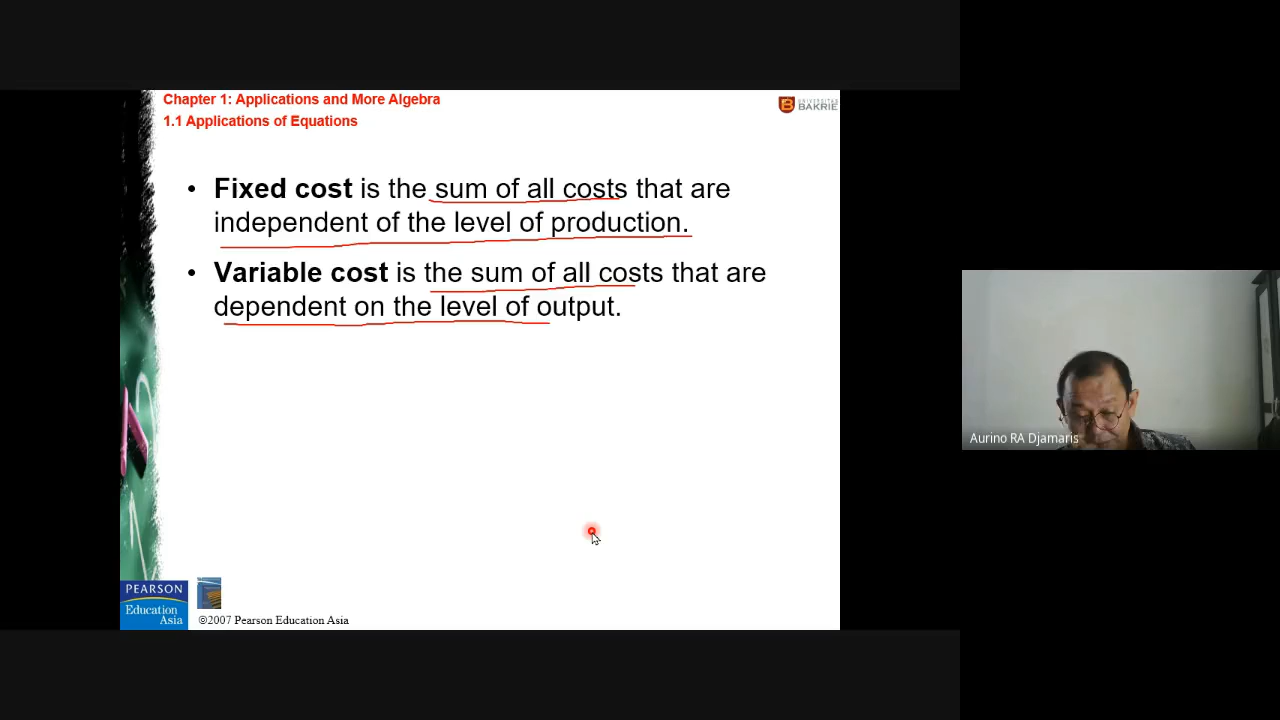 Chapter 1: Applications and More Algebra
1.1 Applications of Equations
UNIVERSITAS
BAKRIE
• Fixed cost is the sum of all costs that are
independent of the level of production.
• Variable cost is the sum of all costs that are
dependent on the level of output.
Aurino RA Djamaris
PEARSON
Education
Asia
©2007 Pearson Education Asia